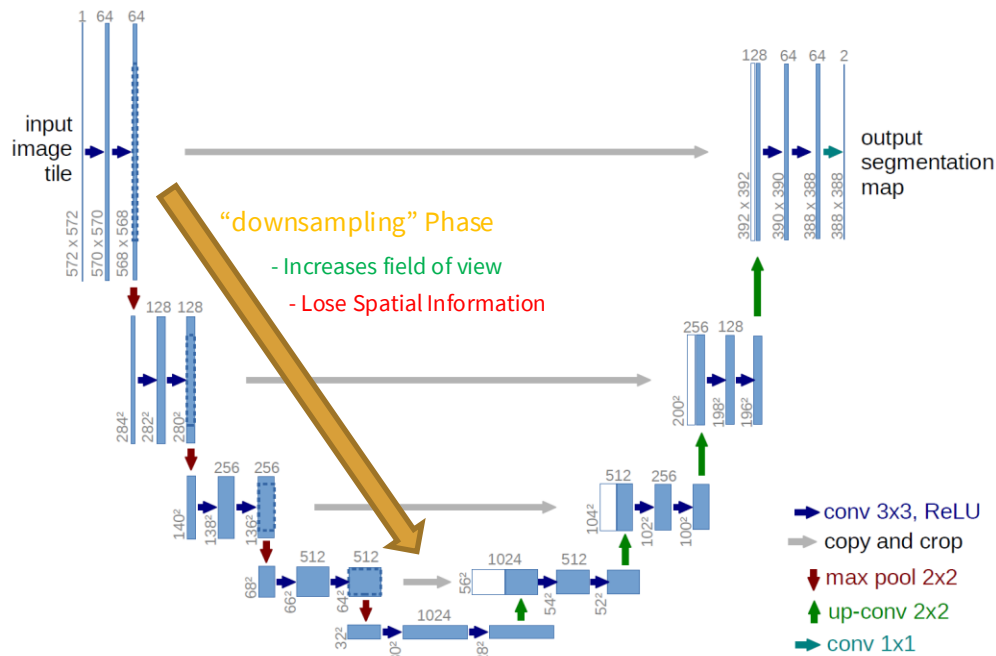 1 64 64
128 64 64 2
input
image
tile
output
segmentation
map
572 x 572
570 x 570
568 x 568
392 x 392
390 x 390
388 x 388
388 x 388
“downsampling” Phase
- Increases field of view
- Lose Spatial Information
128 128
256 128
284²
282²
280²
200²
198²
196²
256 256
512 256
140²
138²
136²
104²
102²
100²
512 512
1024 512
68²
66²
64²
56²
54²
52²
1024
32²
conv 3x3, ReLU
copy and crop
max pool 2x2
up-conv 2x2
conv 1x1